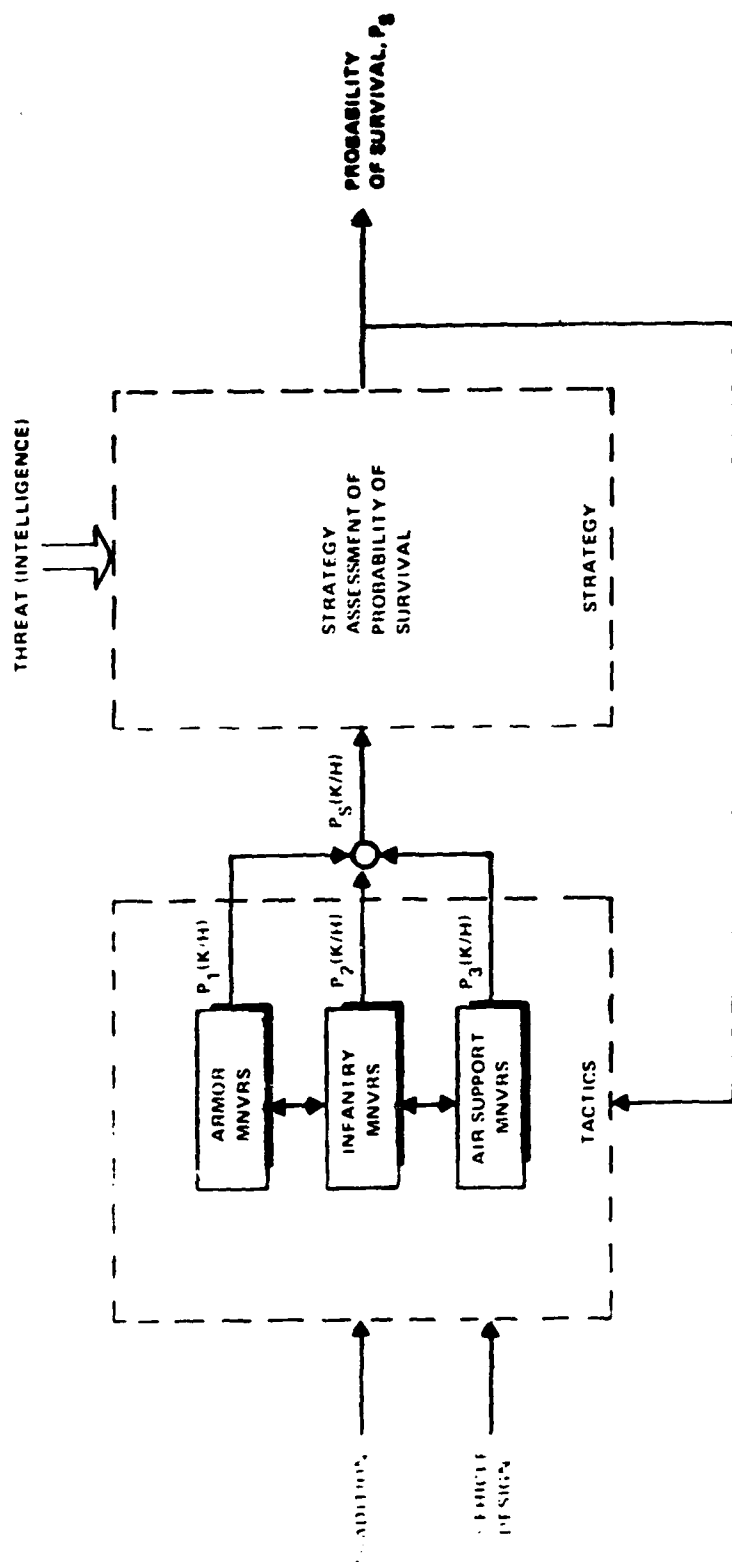 THREAT (INTELLIGENCE)
PROBABILITY
OF SURVIVAL, PS
STRATEGY
ASSESSMENT OF
PROBABILITY OF
SURVIVAL
STRATEGY
PS(K/H)
P1(K/H)
P2(K/H)
P3(K/H)
ARMOR
MNVRS
INFANTRY
MNVRS
AIR SUPPORT
MNVRS
TACTICS
DESIGN